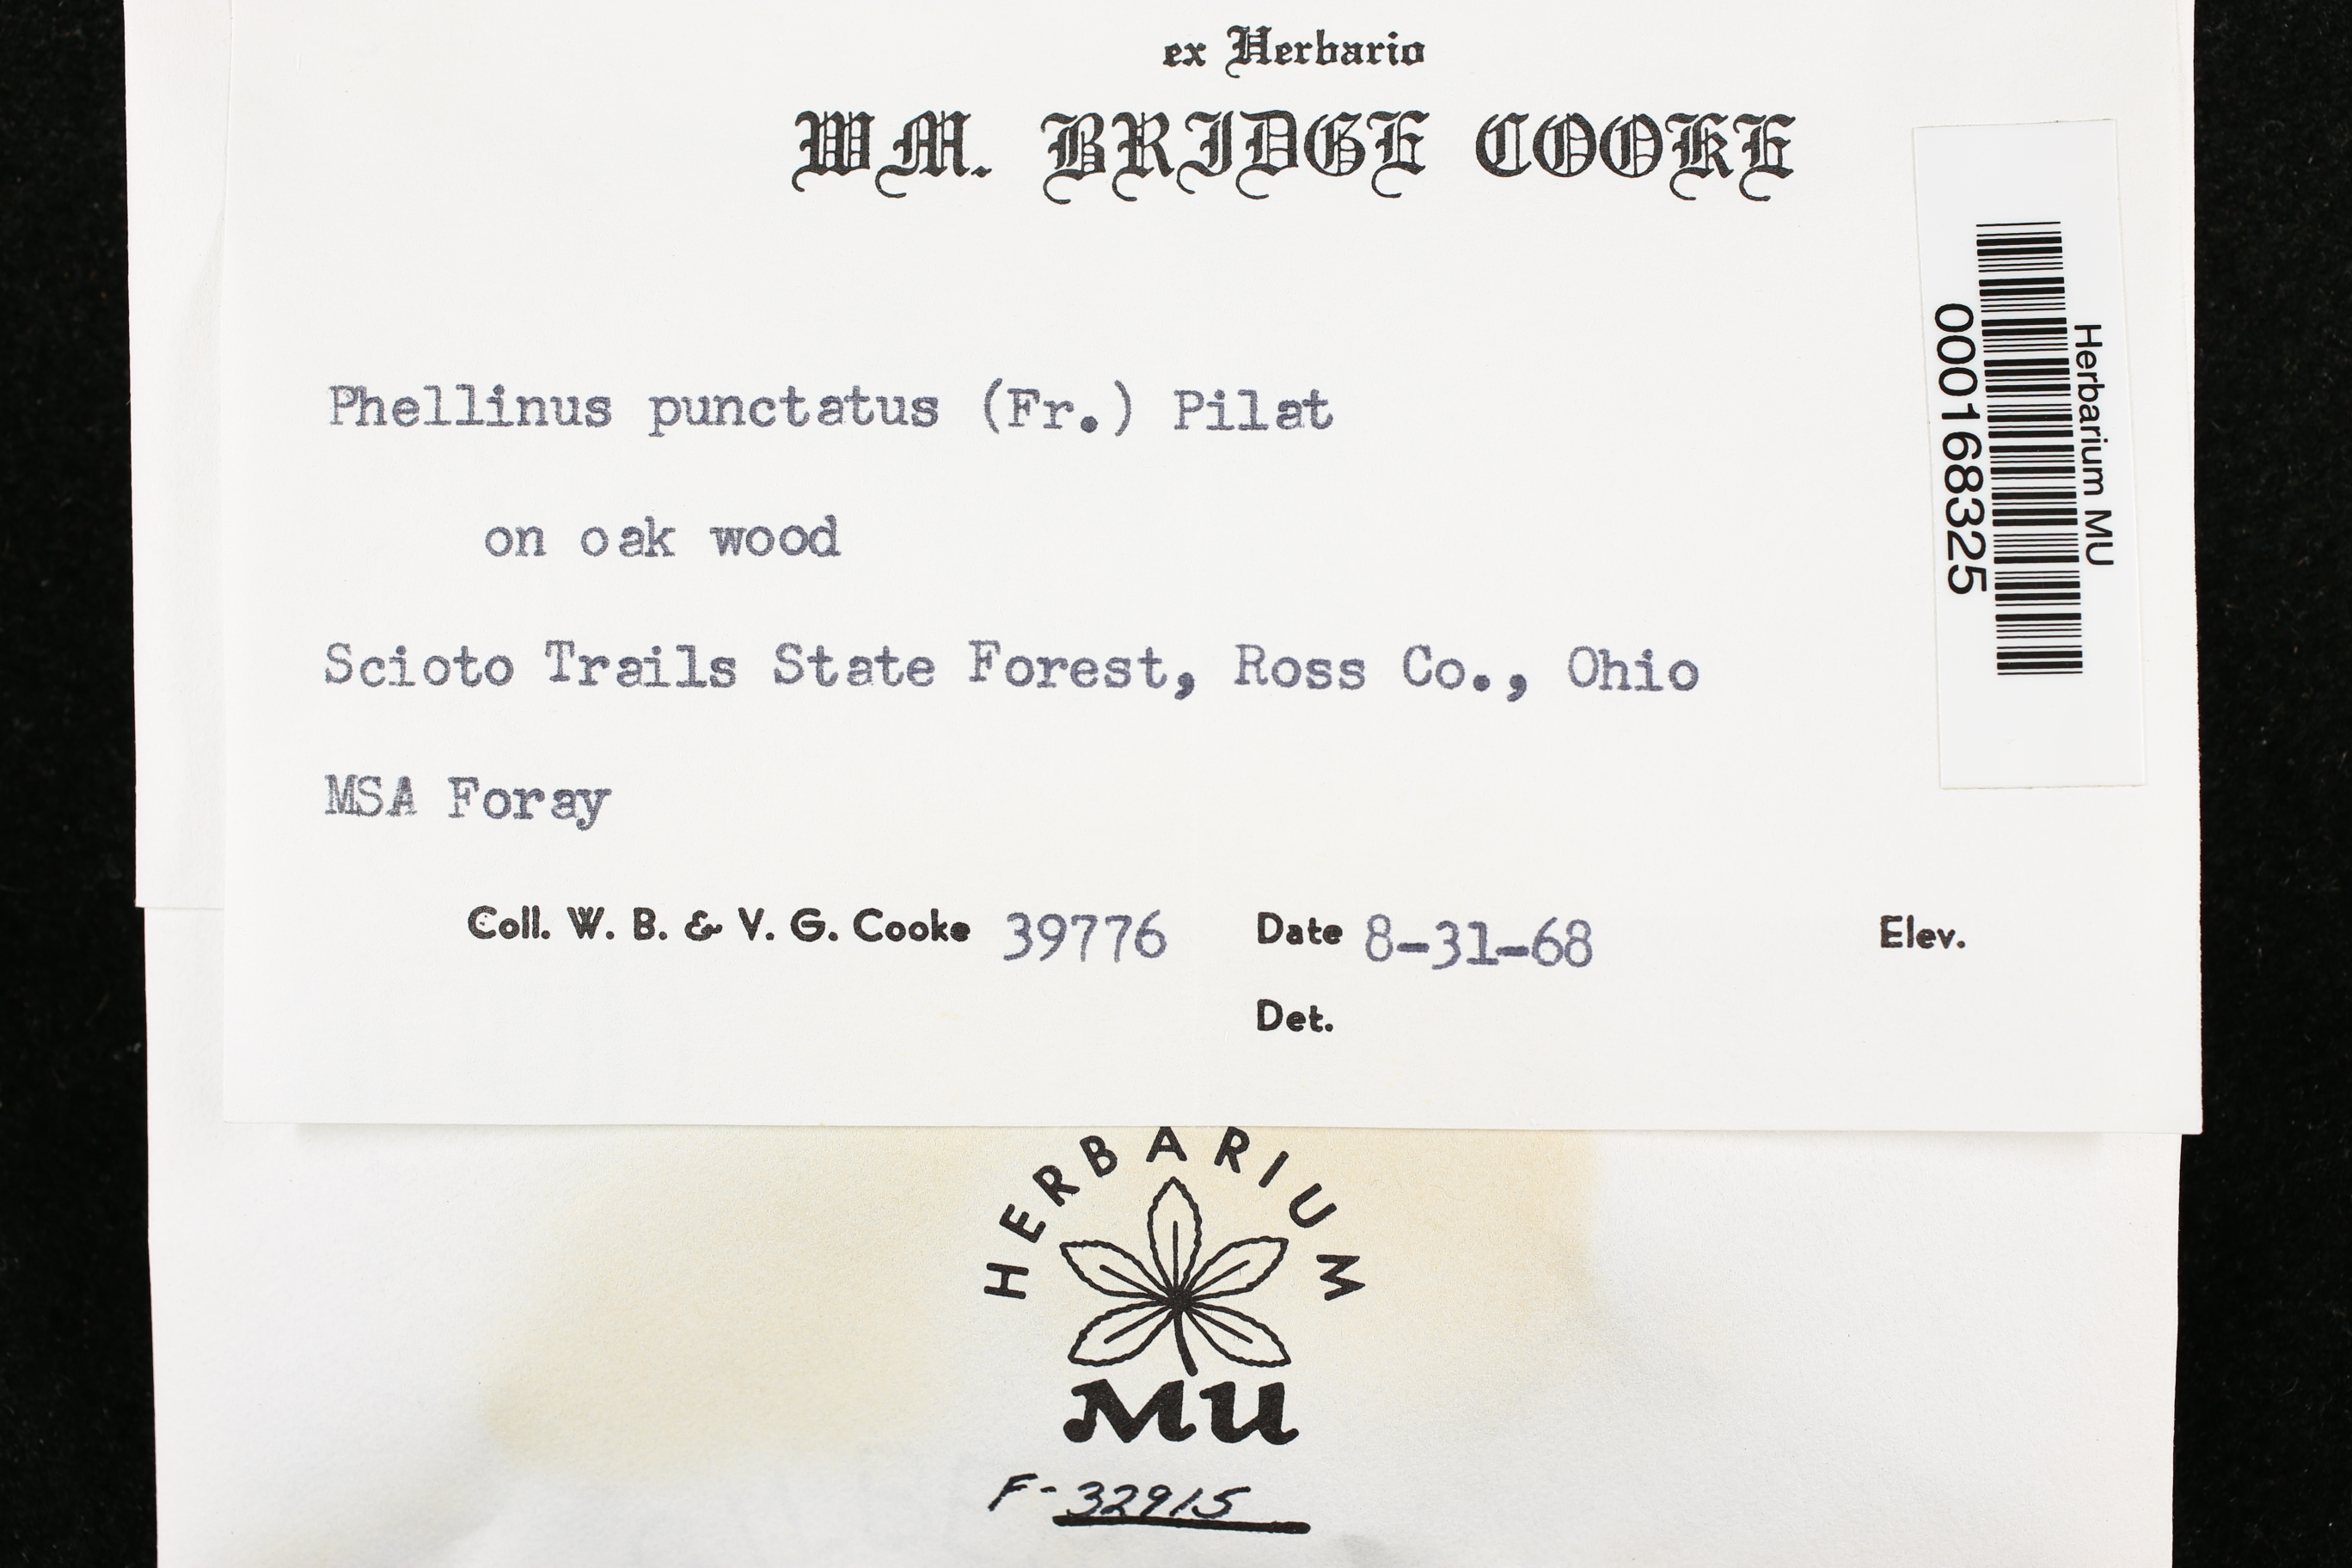 ex Herbario
WM. BRIDGE COOKE
Phellinus punctatus (Fr.) Pilat
on oak wood
Scioto Trails State Forest, Ross Co., Ohio
MSA Foray
Coll. W. B. & V. G. Cooke 39776 Date 8-31-68 Elev.
Det.
Herbarium MU
000168325
HERBARIUM
MU
F-32915